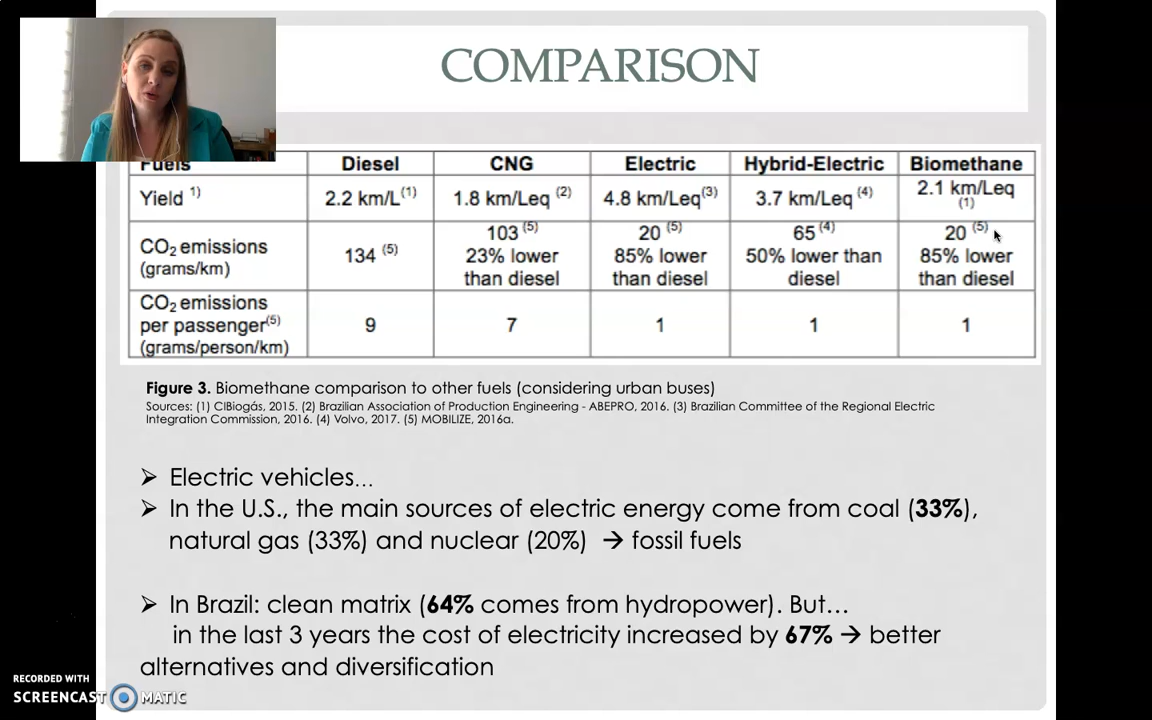 COMPARISON
Fuels Diesel CNG Electric Hybrid-Electric Biomethane
Yield 1) 2.2 km/L(1) 1.8 km/Leq (2) 4.8 km/Leq(3) 3.7 km/Leq (4) 2.1 km/Leq (1)
CO2 emissions (grams/km) 134 (5) 103 (5) 23% lower than diesel 20 (5) 85% lower than diesel 65 (4) 50% lower than diesel 20 (5) 85% lower than diesel
CO2 emissions per passenger(5) (grams/person/km) 9 7 1 1 1
Figure 3. Biomethane comparison to other fuels (considering urban buses)
Sources: (1) CIBiogás, 2015. (2) Brazilian Association of Production Engineering - ABEPRO, 2016. (3) Brazilian Committee of the Regional Electric
Integration Commission, 2016. (4) Volvo, 2017. (5) MOBILIZE, 2016a.
➢ Electric vehicles…
➢ In the U.S., the main sources of electric energy come from coal (33%),
natural gas (33%) and nuclear (20%) → fossil fuels
➢ In Brazil: clean matrix (64% comes from hydropower). But…
in the last 3 years the cost of electricity increased by 67% → better
alternatives and diversification
RECORDED WITH
SCREENCAST MATIC